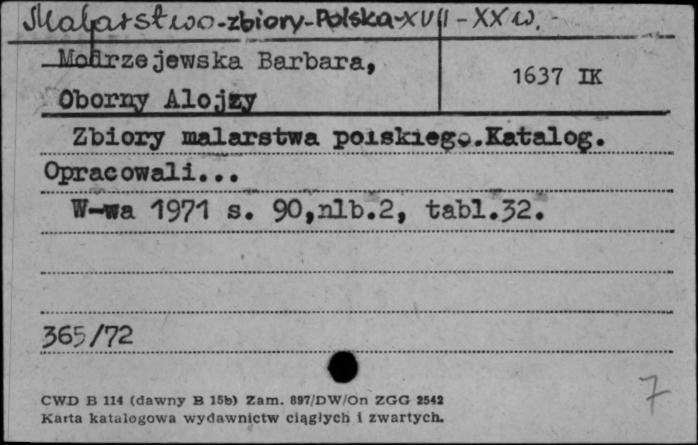 Malarstwo-zbiory-Polska-XVII-XX w.
Modrzejewska Barbara,
1637 IK
Oborny Alojzy
Zbiory malarstwa polskiego.Katalog.
Opracowali...
W-wa 1971 s. 90,nlb.2, tabl.32.
365/72
7
CWD B 114 (dawny B 15b) Zam. 897/DW/On ZGG 2542
Karta katalogowa wydawnictw ciągłych i zwartych.